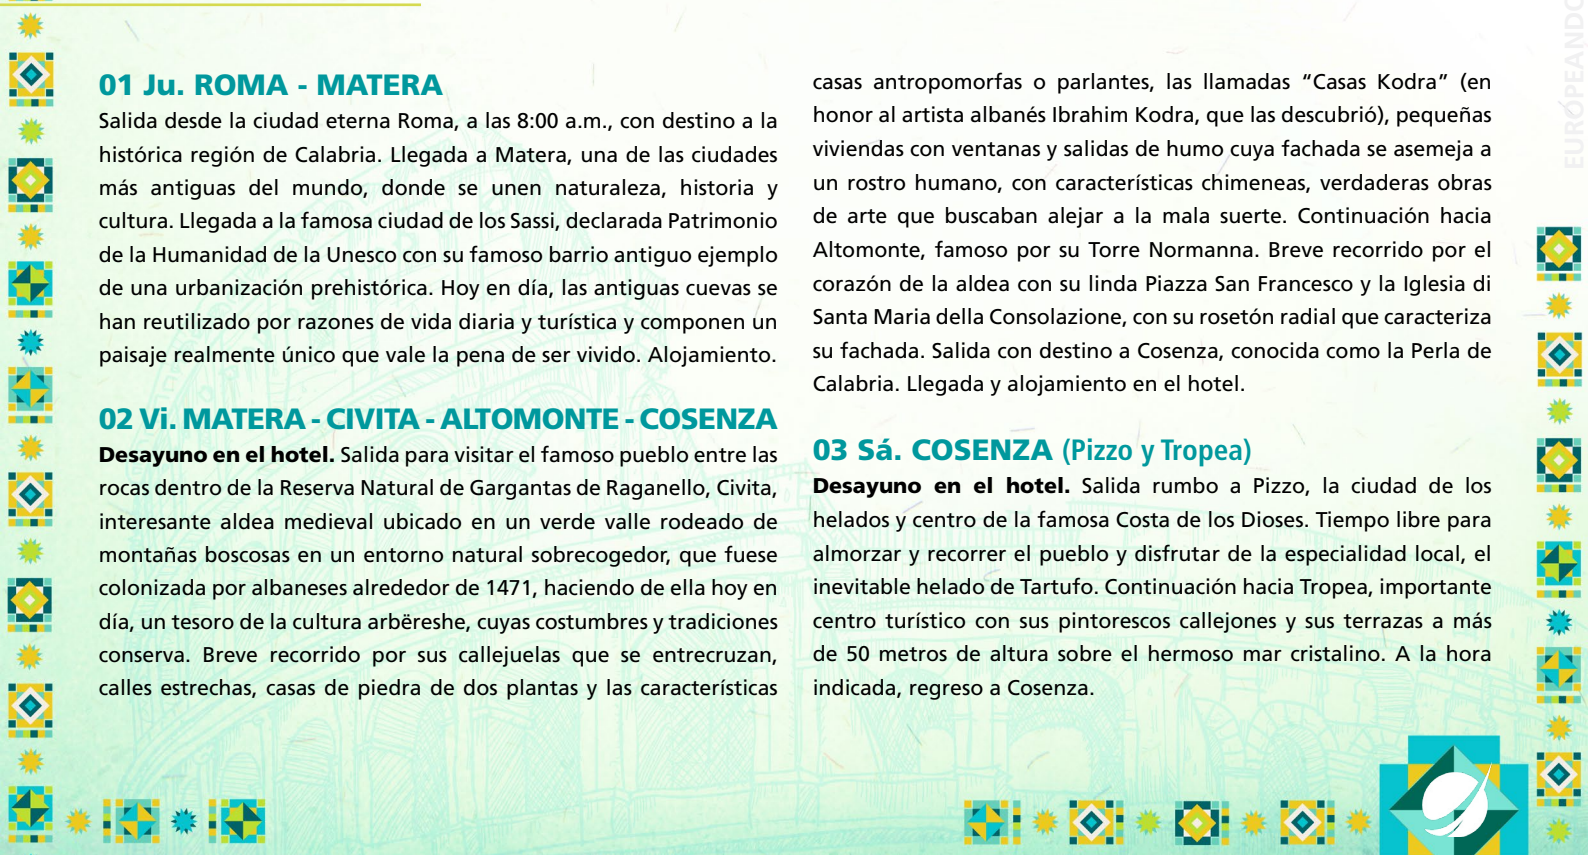 01 Ju. ROMA - MATERA
Salida desde la ciudad eterna Roma, a las 8:00 a.m., con destino a la
histórica región de Calabria. Llegada a Matera, una de las ciudades
más antiguas del mundo, donde se unen naturaleza, historia y
cultura. Llegada a la famosa ciudad de los Sassi, declarada Patrimonio
de la Humanidad de la Unesco con su famoso barrio antiguo ejemplo
de una urbanización prehistórica. Hoy en día, las antiguas cuevas se
han reutilizado por razones de vida diaria y turística y componen un
paisaje realmente único que vale la pena de ser vivido. Alojamiento.
02 Vi. MATERA - CIVITA - ALTOMONTE - COSENZA
Desayuno en el hotel. Salida para visitar el famoso pueblo entre las
rocas dentro de la Reserva Natural de Gargantas de Raganello, Civita,
interesante aldea medieval ubicado en un verde valle rodeado de
montañas boscosas en un entorno natural sobrecogedor, que fuese
colonizada por albaneses alrededor de 1471, haciendo de ella hoy en
día, un tesoro de la cultura arbëreshe, cuyas costumbres y tradiciones
conserva. Breve recorrido por sus callejuelas que se entrecruzan,
calles estrechas, casas de piedra de dos plantas y las características
casas antropomorfas o parlantes, las llamadas “Casas Kodra” (en
honor al artista albanés Ibrahim Kodra, que las descubrió), pequeñas
viviendas con ventanas y salidas de humo cuya fachada se asemeja a
un rostro humano, con características chimeneas, verdaderas obras
de arte que buscaban alejar a la mala suerte. Continuación hacia
Altomonte, famoso por su Torre Normanna. Breve recorrido por el
corazón de la aldea con su linda Piazza San Francesco y la Iglesia di
Santa Maria della Consolazione, con su rosetón radial que caracteriza
su fachada. Salida con destino a Cosenza, conocida como la Perla de
Calabria. Llegada y alojamiento en el hotel.
03 Sá. COSENZA (Pizzo y Tropea)
Desayuno en el hotel. Salida rumbo a Pizzo, la ciudad de los
helados y centro de la famosa Costa de los Dioses. Tiempo libre para
almorzar y recorrer el pueblo y disfrutar de la especialidad local, el
inevitable helado de Tartufo. Continuación hacia Tropea, importante
centro turístico con sus pintorescos callejones y sus terrazas a más
de 50 metros de altura sobre el hermoso mar cristalino. A la hora
indicada, regreso a Cosenza.
EURÓPEANDO